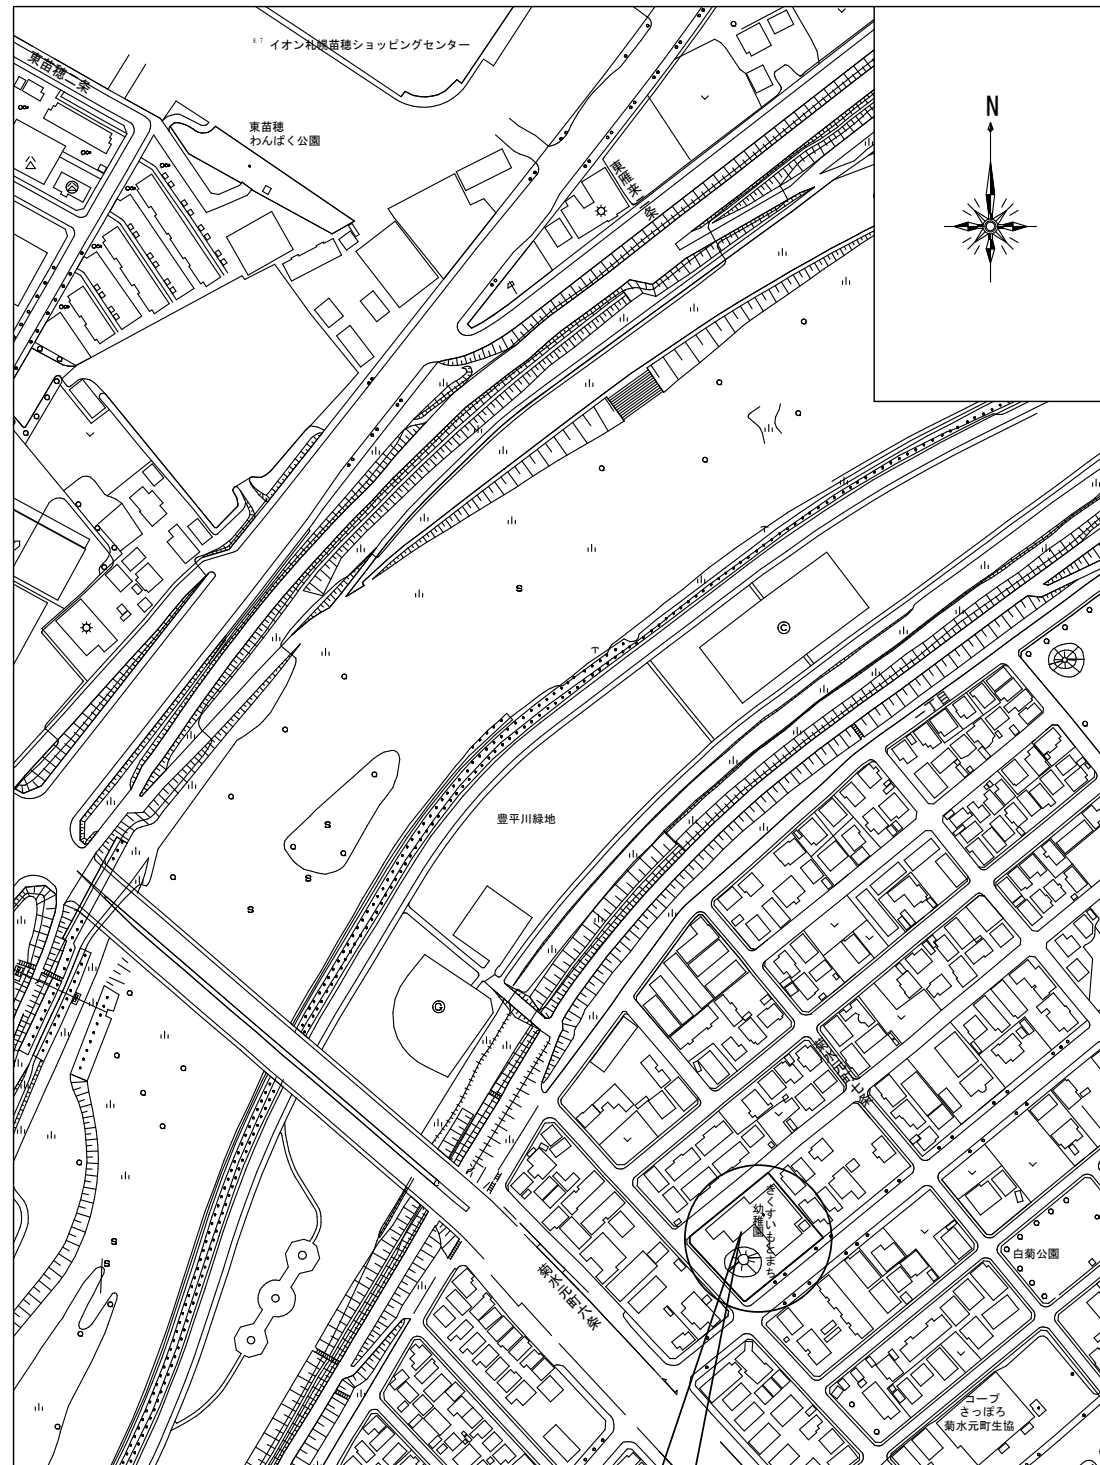 イオン札幌苗穂ショッピングセンター
東苗穂一条
東苗穂
わんぱく公園
N
豊平川緑地
きくすいもとまち
幼稚園
白菊公園
菊水元町六条
コープ
さっぽろ
菊水元町生協